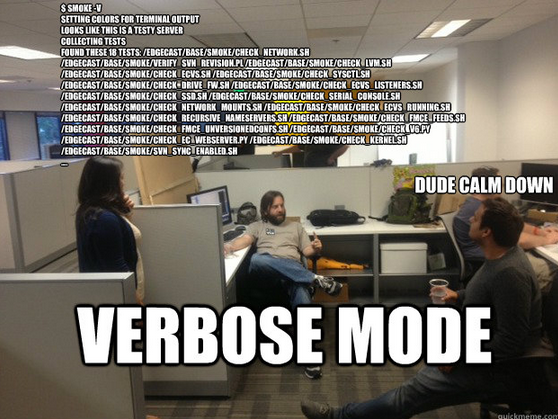 $ SMOKE -V
SETTING COLORS FOR TERMINAL OUTPUT
LOOKS LIKE THIS IS A TESTY SERVER
COLLECTING TESTS
FOUND THESE 18 TESTS: /EDGECAST/BASE/SMOKE/CHECK_NETWORK.SH
/EDGECAST/BASE/SMOKE/VERIFY_SVN_REVISION.PL /EDGECAST/BASE/SMOKE/CHECK_LVM.SH
/EDGECAST/BASE/SMOKE/CHECK_ECVS.SH /EDGECAST/BASE/SMOKE/CHECK_SYSCTL.SH
/EDGECAST/BASE/SMOKE/CHECK_DRIVE_FW.SH /EDGECAST/BASE/SMOKE/CHECK_ECVS_LISTENERS.SH
/EDGECAST/BASE/SMOKE/CHECK_SSD.SH /EDGECAST/BASE/SMOKE/CHECK_SERIAL_CONSOLE.SH
/EDGECAST/BASE/SMOKE/CHECK_NETWORK_MOUNTS.SH /EDGECAST/BASE/SMOKE/CHECK_ECVS_RUNNING.SH
/EDGECAST/BASE/SMOKE/CHECK_RECURSIVE_NAMESERVERS.SH /EDGECAST/BASE/SMOKE/CHECK_FMCE_FEEDS.SH
/EDGECAST/BASE/SMOKE/CHECK_FMCE_UNVERSIONEDCONFS.SH /EDGECAST/BASE/SMOKE/CHECK_V6.PY
/EDGECAST/BASE/SMOKE/CHECK_EC_WEBSERVER.PY /EDGECAST/BASE/SMOKE/CHECK_KERNEL.SH
/EDGECAST/BASE/SMOKE/SVN_SYNC_ENABLED.SH
...
DUDE CALM DOWN
VERBOSE MODE
quickmeme.com